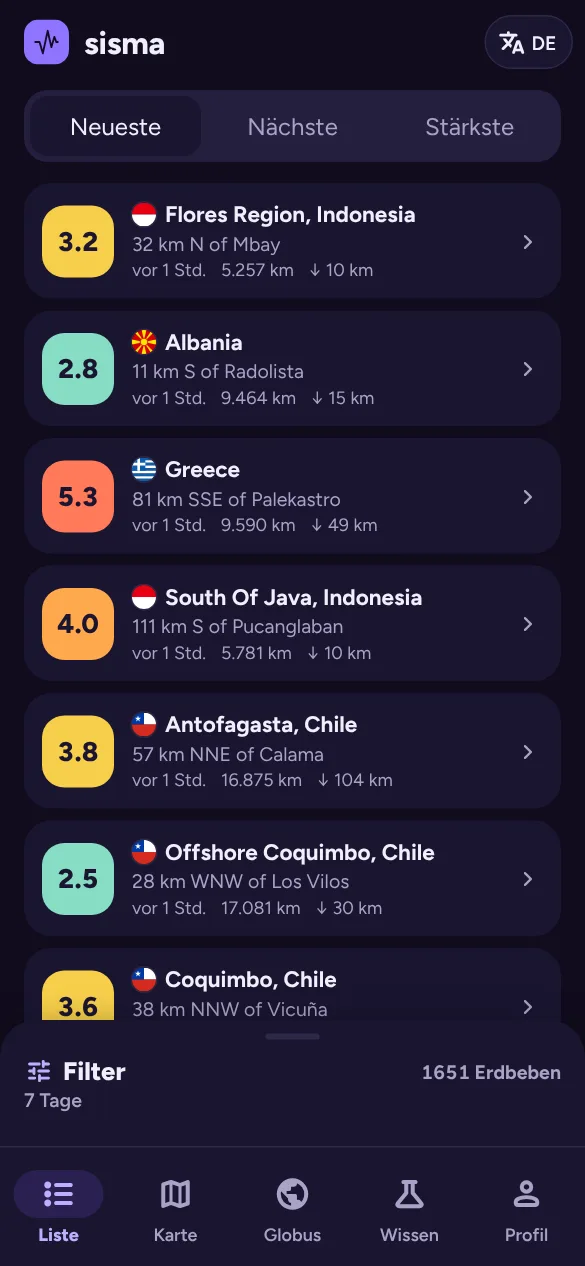 sisma
DE
Neueste
Nächste
Stärkste
3.2
Flores Region, Indonesia
32 km N of Mbay
vor 1 Std. 5.257 km ↓ 10 km
2.8
Albania
11 km S of Radolista
vor 1 Std. 9.464 km ↓ 15 km
5.3
Greece
81 km SSE of Palekastro
vor 1 Std. 9.590 km ↓ 49 km
4.0
South Of Java, Indonesia
111 km S of Pucanglaban
vor 1 Std. 5.781 km ↓ 10 km
3.8
Antofagasta, Chile
57 km NNE of Calama
vor 1 Std. 16.875 km ↓ 104 km
2.5
Offshore Coquimbo, Chile
28 km WNW of Los Vilos
vor 1 Std. 17.081 km ↓ 30 km
3.6
Coquimbo, Chile
38 km NNW of Vicuña
Filter
1651 Erdbeben
7 Tage
Liste
Karte
Globus
Wissen
Profil